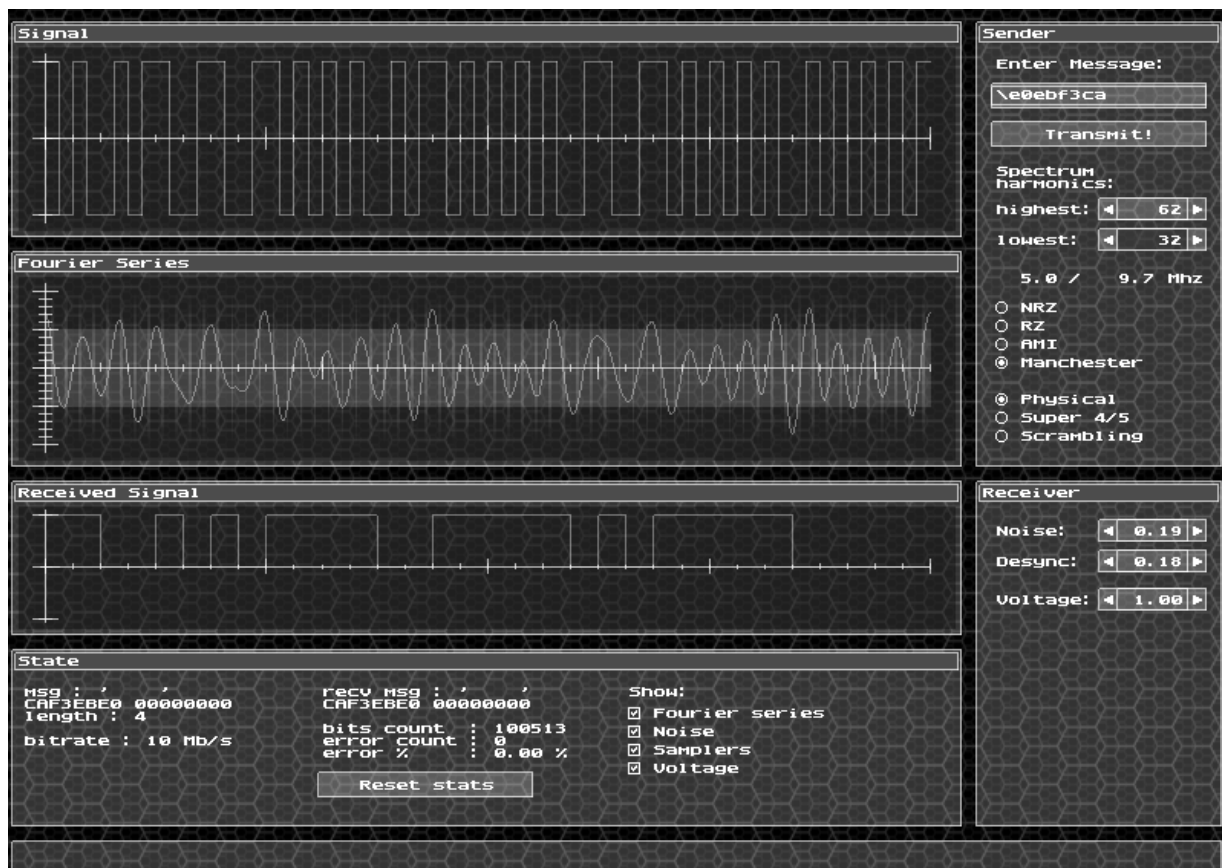 Signal
Fourier Series
Received Signal
State
msg : ' '
CAF3EBE0 00000000
length : 4
bitrate : 10 Mb/s
recv msg : ' '
CAF3EBE0 00000000
bits count : 100513
error count : 0
error % : 0.00 %
Reset stats
Show:
Fourier series
Noise
Samplers
Voltage
Sender
Enter Message:
\e0ebf3ca
Transmit!
Spectrum
harmonics:
highest: 62
lowest: 32
5.0 / 9.7 Mhz
NRZ
RZ
AMI
Manchester
Physical
Super 4/5
Scrambling
Receiver
Noise: 0.19
Desync: 0.18
Voltage: 1.00